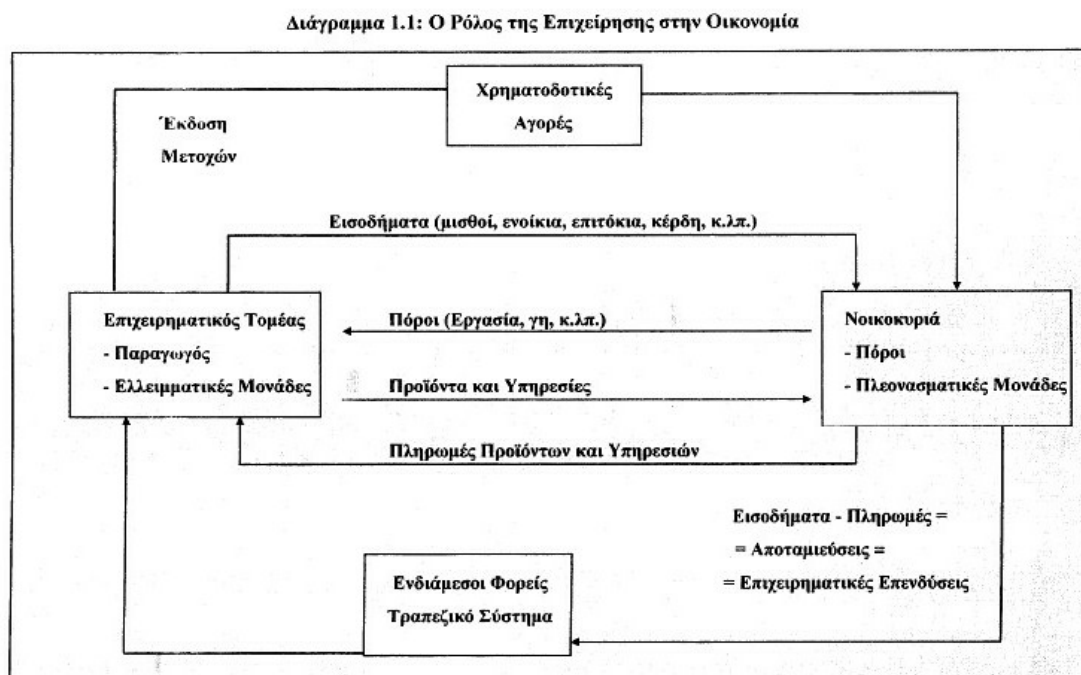 Διάγραμμα 1.1: Ο Ρόλος της Επιχείρησης στην Οικονομία
Χρηματοδοτικές
Αγορές
Έκδοση
Μετοχών
Εισοδήματα (μισθοί, ενοίκια, επιτόκια, κέρδη, κ.λπ.)
Επιχειρηματικός Τομέας
- Παραγωγός
- Ελλειμματικές Μονάδες
Πόροι (Εργασία, γη, κ.λπ.)
Προϊόντα και Υπηρεσίες
Πληρωμές Προϊόντων και Υπηρεσιών
Νοικοκυριά
- Πόροι
- Πλεονασματικές Μονάδες
Εισοδήματα - Πληρωμές =
= Αποταμιεύσεις =
= Επιχειρηματικές Επενδύσεις
Ενδιάμεσοι Φορείς
Τραπεζικό Σύστημα